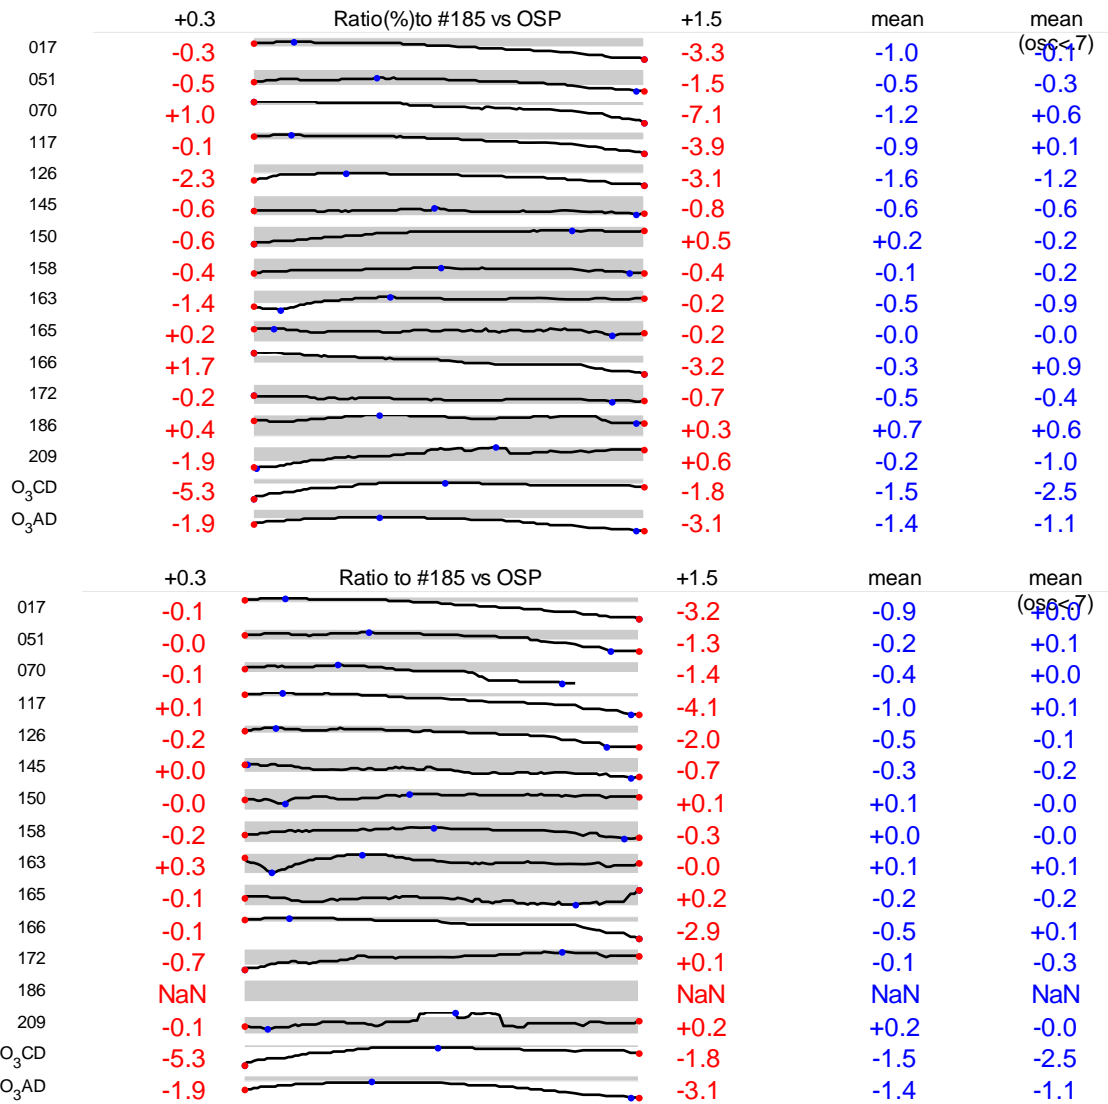 +0.3 Ratio(%)to #185 vs OSP +1.5 mean mean
(osc<.7)
017 -0.3 -3.3 -1.0 -0.1
051 -0.5 -1.5 -0.5 -0.3
070 +1.0 -7.1 -1.2 +0.6
117 -0.1 -3.9 -0.9 +0.1
126 -2.3 -3.1 -1.6 -1.2
145 -0.6 -0.8 -0.6 -0.6
150 -0.6 +0.5 +0.2 -0.2
158 -0.4 -0.4 -0.1 -0.2
163 -1.4 -0.2 -0.5 -0.9
165 +0.2 -0.2 -0.0 -0.0
166 +1.7 -3.2 -0.3 +0.9
172 -0.2 -0.7 -0.5 -0.4
186 +0.4 +0.3 +0.7 +0.6
209 -1.9 +0.6 -0.2 -1.0
O3CD -5.3 -1.8 -1.5 -2.5
O3AD -1.9 -3.1 -1.4 -1.1
+0.3 Ratio to #185 vs OSP +1.5 mean mean
(osc<.7)
017 -0.1 -3.2 -0.9 +0.0
051 -0.0 -1.3 -0.2 +0.1
070 -0.1 -1.4 -0.4 +0.0
117 +0.1 -4.1 -1.0 +0.1
126 -0.2 -2.0 -0.5 -0.1
145 +0.0 -0.7 -0.3 -0.2
150 -0.0 +0.1 +0.1 -0.0
158 -0.2 -0.3 +0.0 -0.0
163 +0.3 -0.0 +0.1 +0.1
165 -0.1 +0.2 -0.2 -0.2
166 -0.1 -2.9 -0.5 +0.1
172 -0.7 +0.1 -0.1 -0.3
186 NaN NaN NaN NaN
209 -0.1 +0.2 +0.2 -0.0
O3CD -5.3 -1.8 -1.5 -2.5
O3AD -1.9 -3.1 -1.4 -1.1